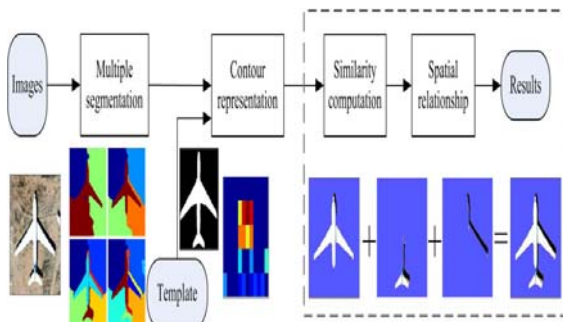 Images
Multiple
segmentation
Contour
representation
Similarity
computation
Spatial
relationship
Results
Template
+
+
=